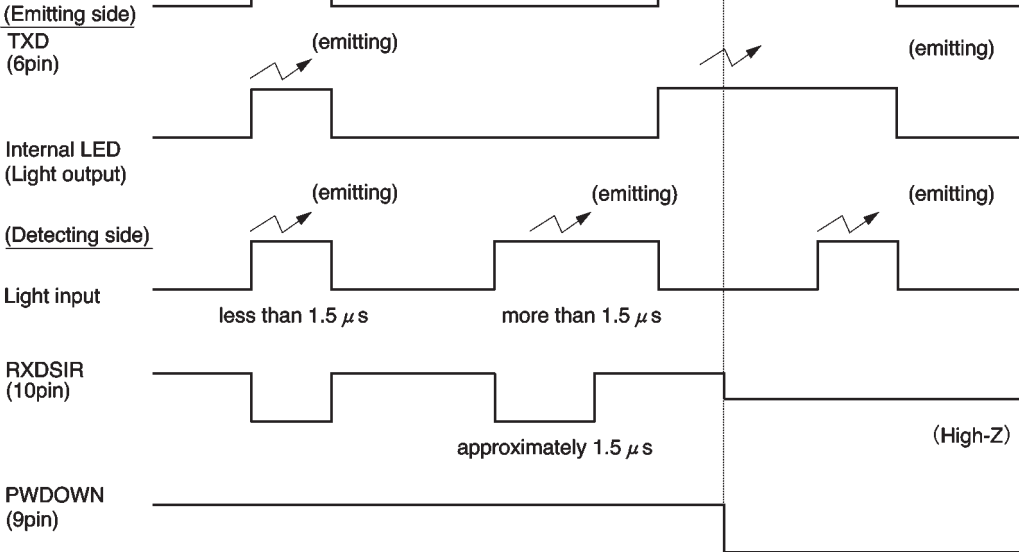 (Emitting side)
TXD
(6pin)
(emitting)
(emitting)
Internal LED
(Light output)
(emitting)
(emitting)
(emitting)
(Detecting side)
Light input
less than 1.5 μs
more than 1.5 μs
RXDSIR
(10pin)
(High-Z)
approximately 1.5 μs
PWDOWN
(9pin)